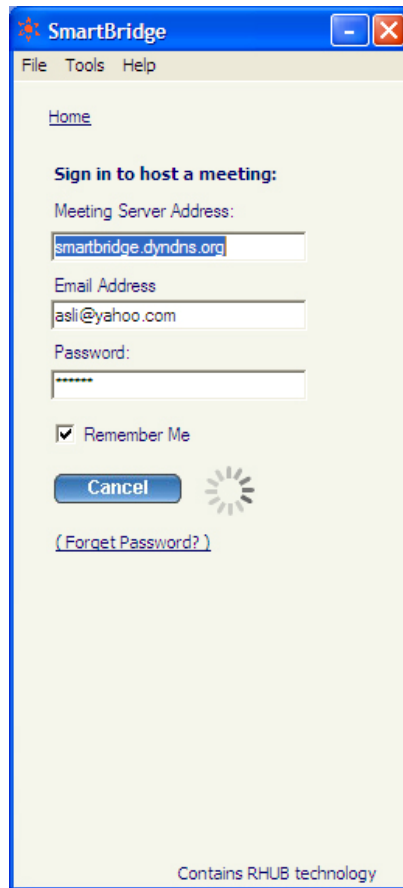 SmartBridge
File Tools Help
Home
Sign in to host a meeting:
Meeting Server Address:
smartbridge.dyndns.org
Email Address
asli@yahoo.com
Password:
******
Remember Me
Cancel
( Forget Password? )
Contains RHUB technology